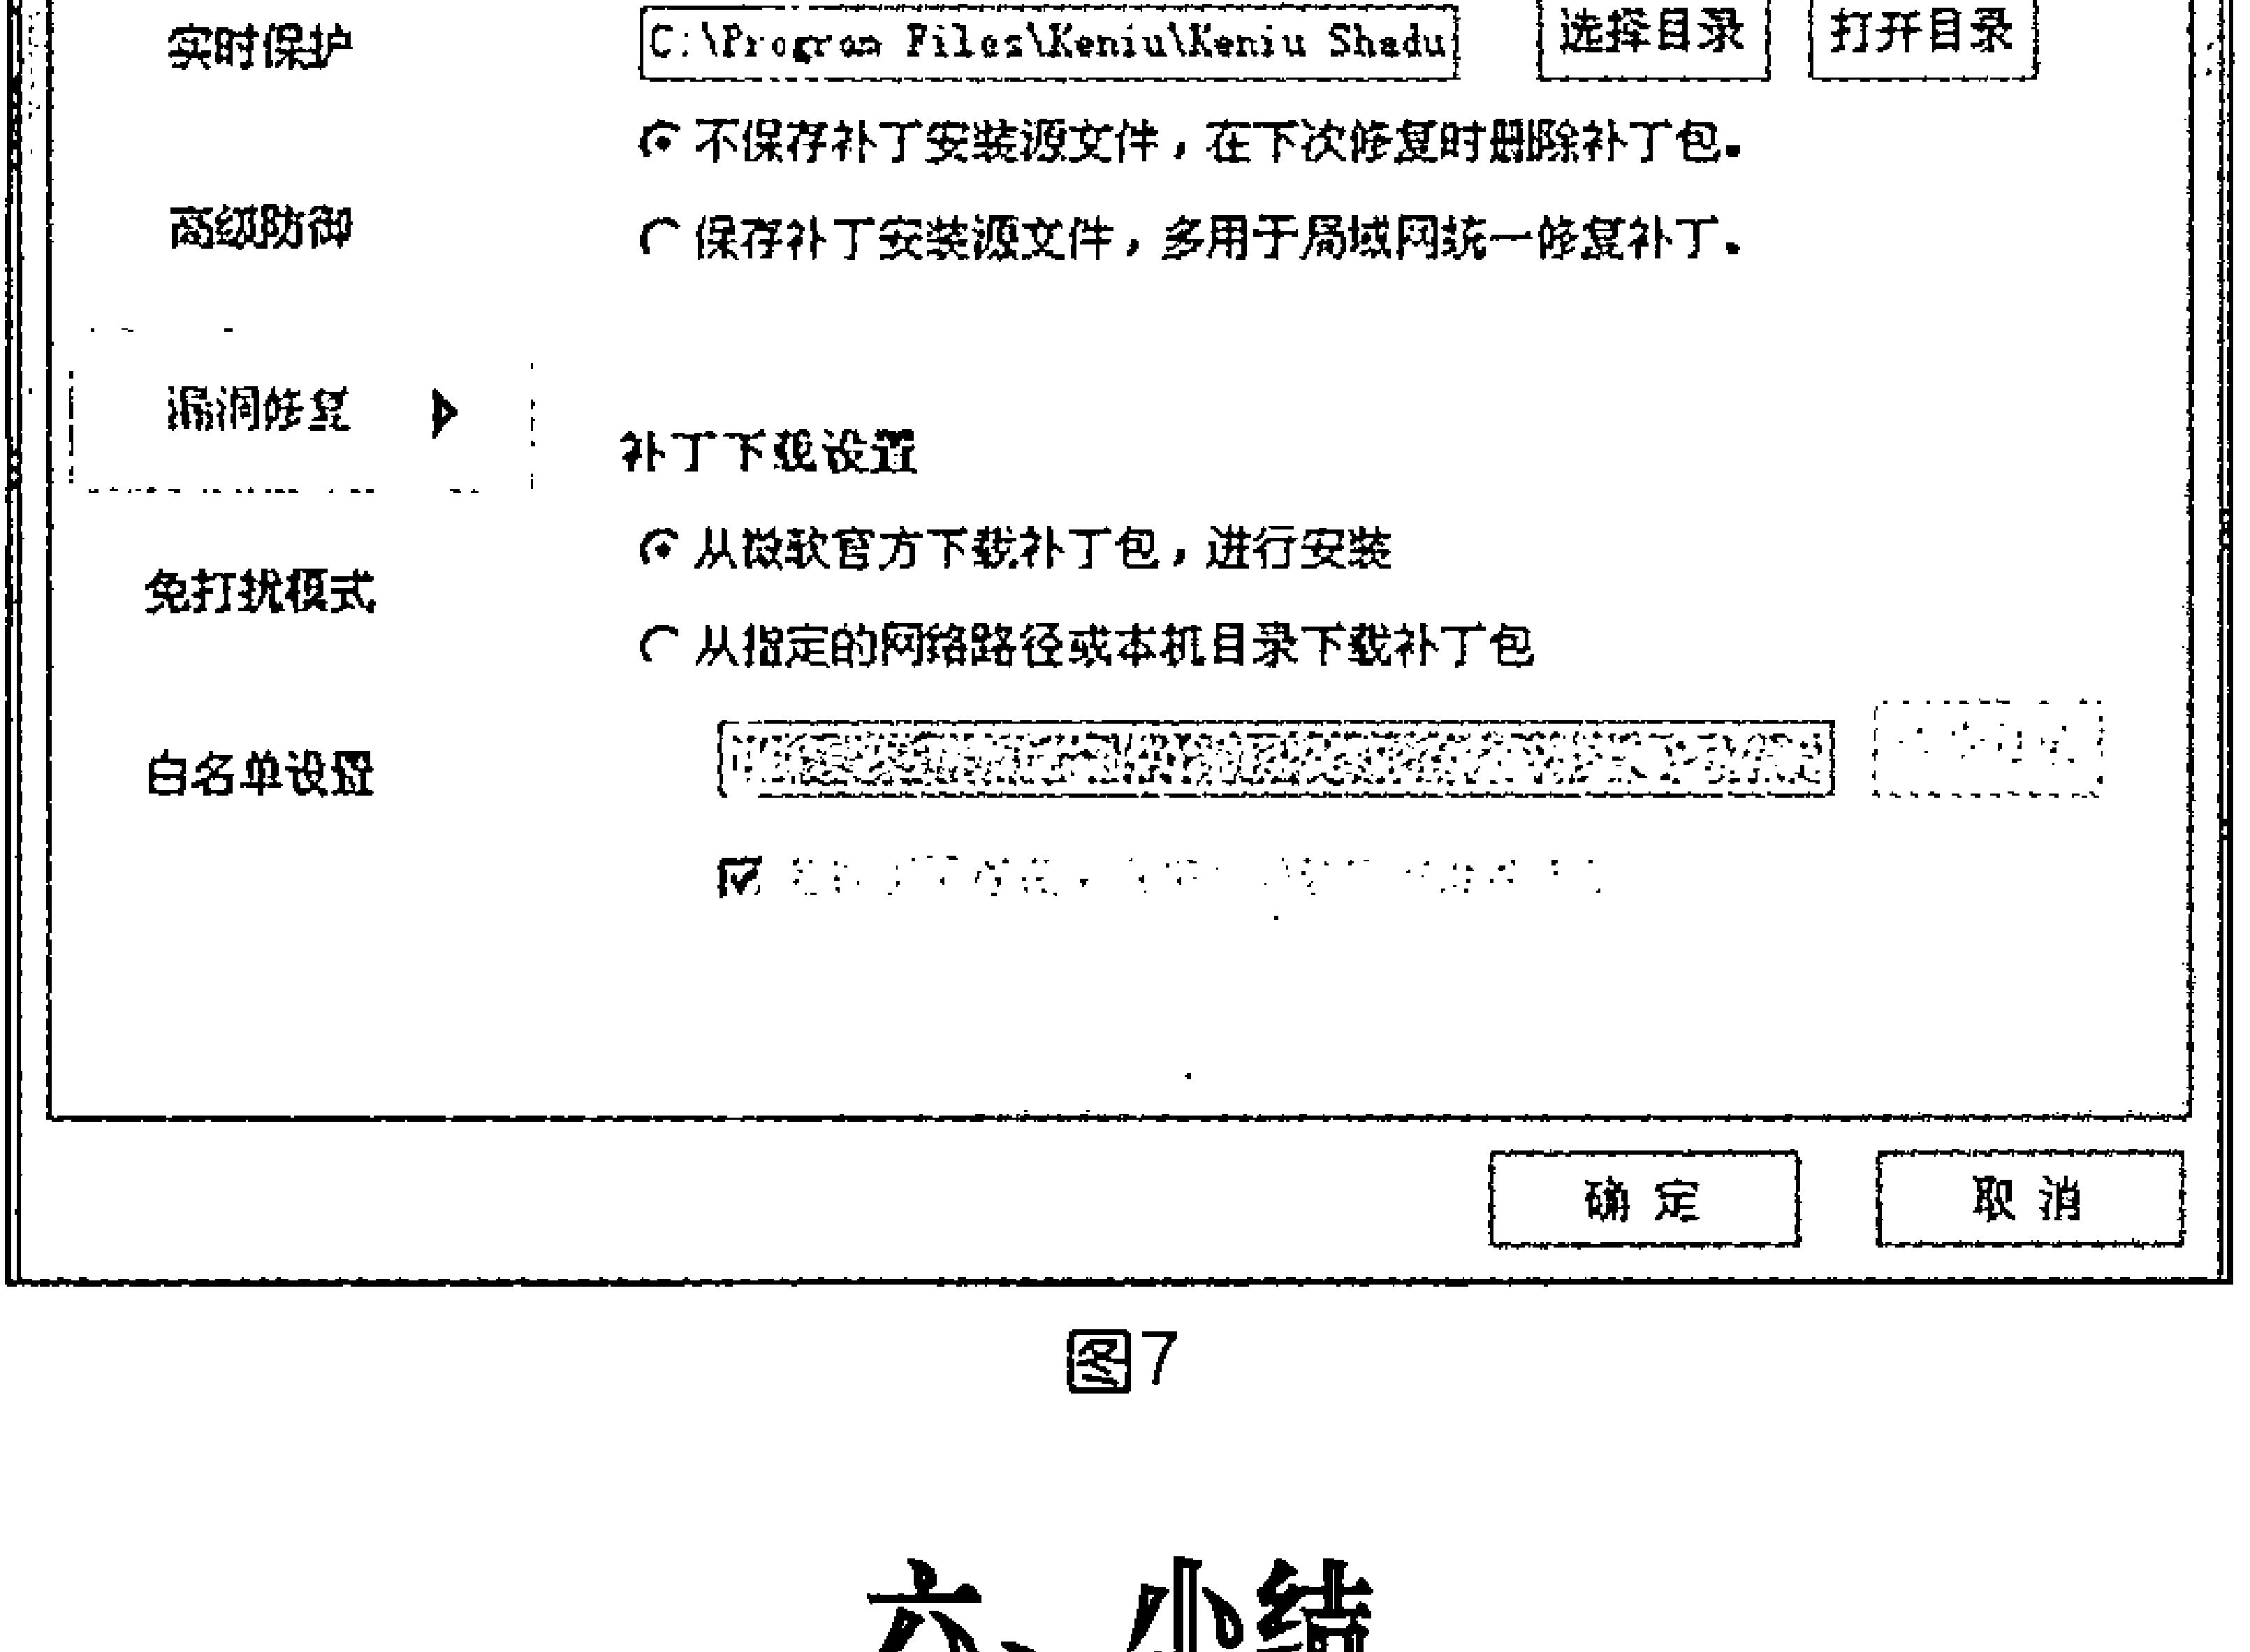 实时保护
C:\Program Files\Keniu\Keniu Shadu
选择目录
打开目录
不保存补丁安装源文件，在下次修复时删除补丁包。
高级防御
保存补丁安装源文件，多用于局域网统一修复补丁。
漏洞修复
补丁下载设置
从微软官方下载补丁包，进行安装
免打扰模式
从指定的网络路径或本机目录下载补丁包
白名单设置
确 定
取 消
图7
六、小结